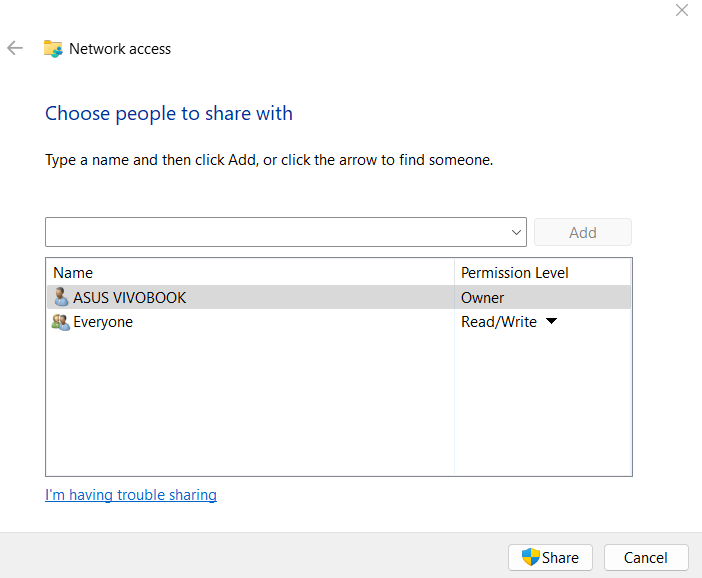 Network access
Choose people to share with
Type a name and then click Add, or click the arrow to find someone.
Add
Name Permission Level
ASUS VIVOBOOK Owner
Everyone Read/Write
I'm having trouble sharing
Share Cancel